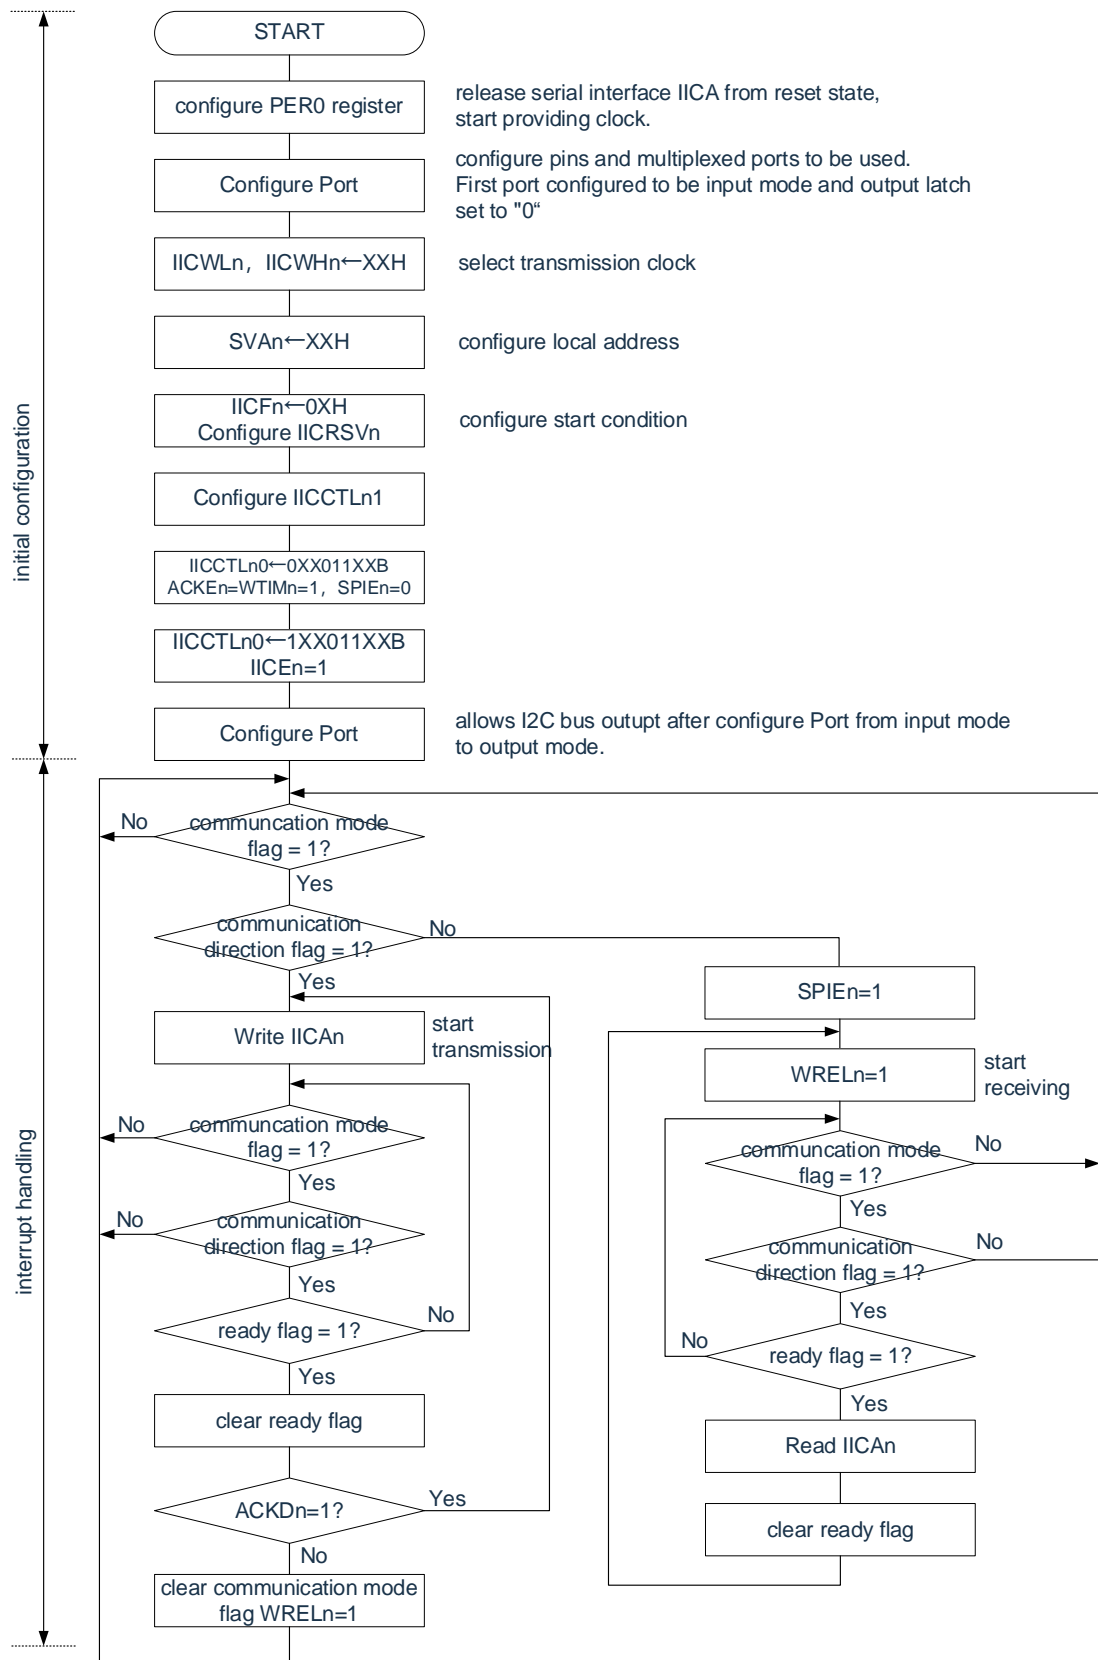 START
configure PER0 register
release serial interface IICA from reset state,
start providing clock.
Configure Port
configure pins and multiplexed ports to be used.
First port configured to be input mode and output latch
set to "0“
IICWLn, IICWHn←XXH
select transmission clock
SVAn←XXH
configure local address
IICFn←0XH
Configure IICRSVn
configure start condition
Configure IICCTLn1
IICCTLn0←0XX011XXB
ACKEn=WTIMn=1, SPIEn=0
IICCTLn0←1XX011XXB
IICEn=1
Configure Port
allows I2C bus outupt after configure Port from input mode
to output mode.
initial configuration
communcation mode
flag = 1?
No
Yes
communication
direction flag = 1?
No
Yes
Write IICAn
start
transmission
communcation mode
flag = 1?
No
Yes
communication
direction flag = 1?
No
Yes
ready flag = 1?
No
Yes
clear ready flag
ACKDn=1?
Yes
No
clear communication mode
flag WRELn=1
SPIEn=1
WRELn=1
start
receiving
communcation mode
flag = 1?
No
Yes
communication
direction flag = 1?
No
Yes
ready flag = 1?
No
Yes
Read IICAn
clear ready flag
interrupt handling